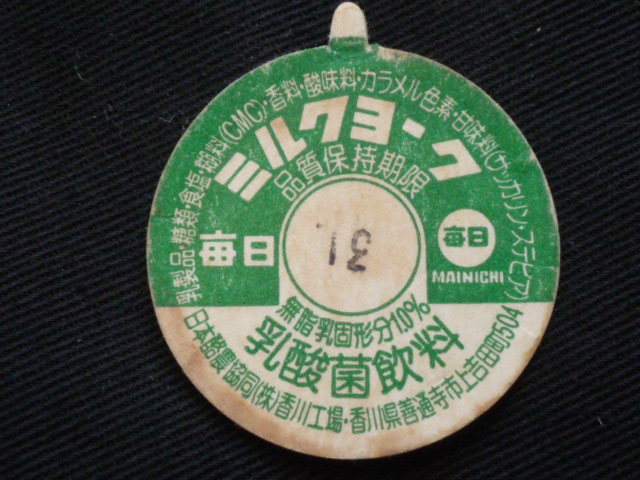 乳製品・糖類・食塩・糊料(CMC)・香料・酸味料・カラメル色素・甘味料(サッカリン・ステビア)
ミルクヨーク
品質保持期限
毎日
31.
毎日
MAINICHI
無脂乳固形分1.0%
乳酸菌飲料
日本酪農協同(株)香川工場・香川県善通寺市上吉田町504